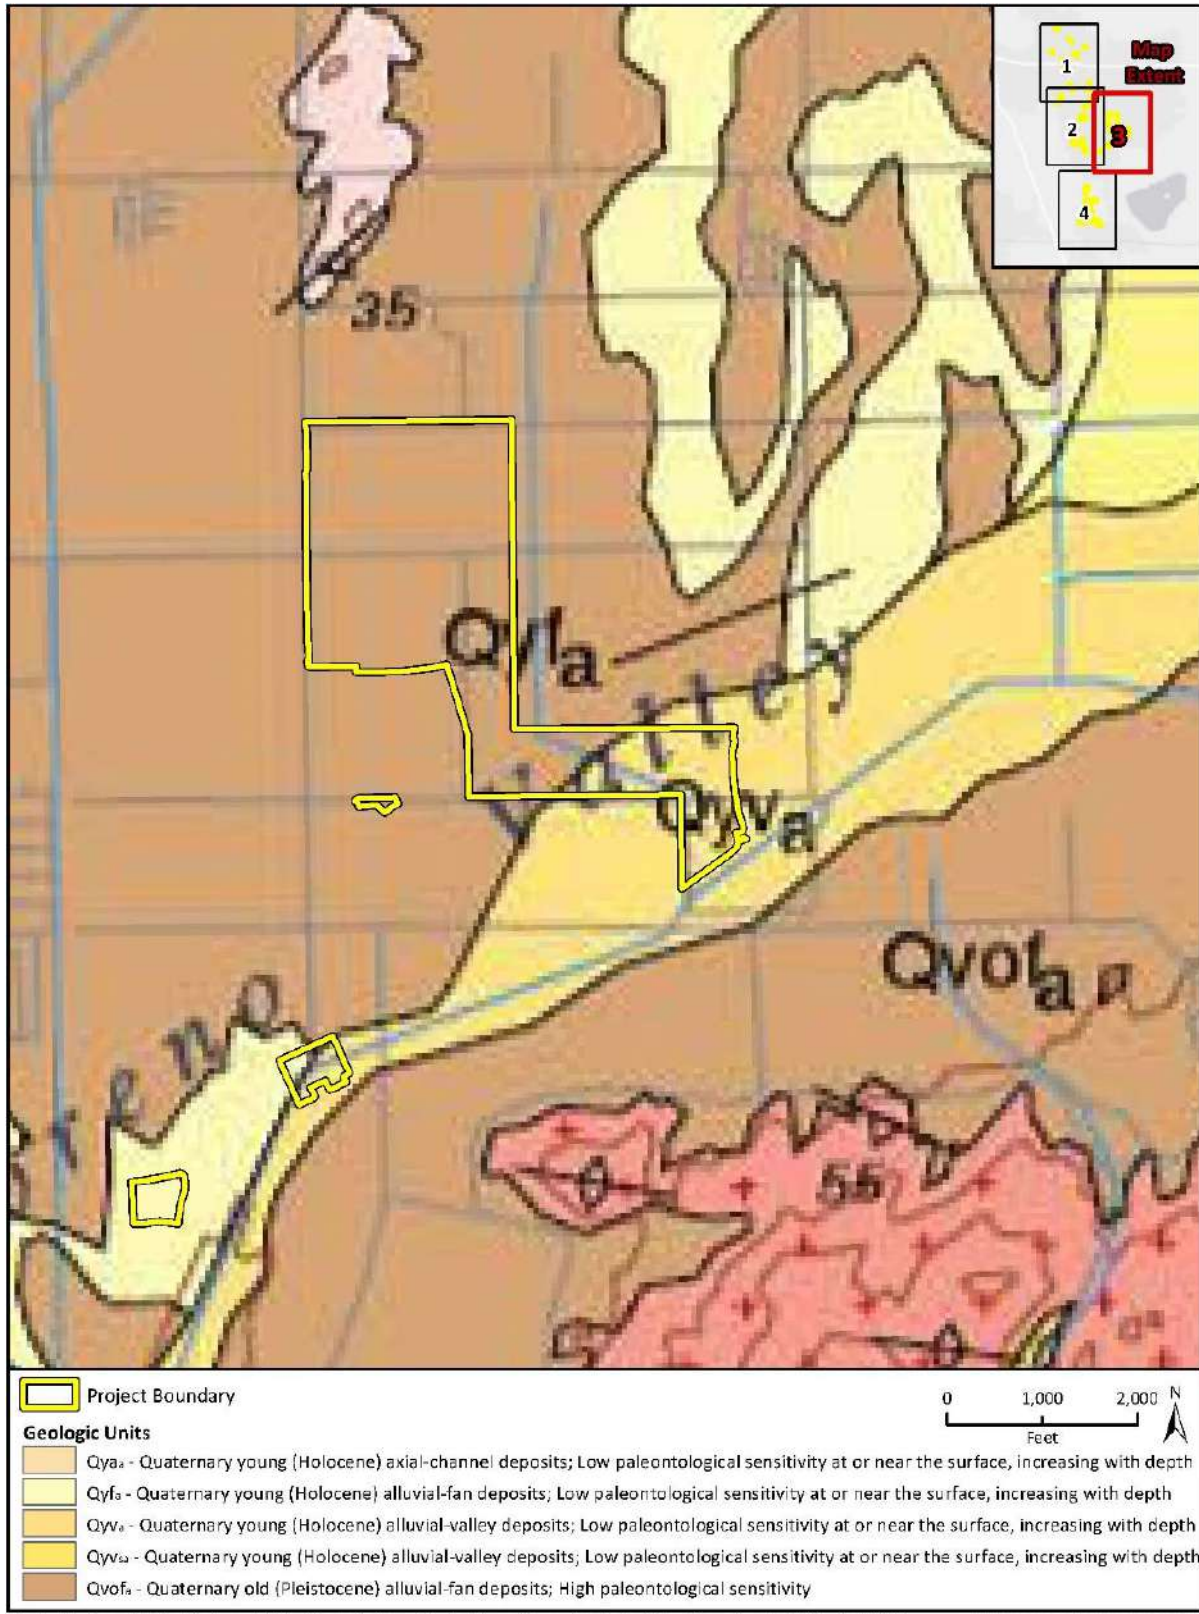 Map
Extent
1
2
3
4
35
Qyfa
Valley
Qyva
Qvofa
reno
55
Project Boundary
0 1,000 2,000
Feet
N
Geologic Units
Qyaa - Quaternary young (Holocene) axial-channel deposits; Low paleontological sensitivity at or near the surface, increasing with depth
Qyfa - Quaternary young (Holocene) alluvial-fan deposits; Low paleontological sensitivity at or near the surface, increasing with depth
Qyva - Quaternary young (Holocene) alluvial-valley deposits; Low paleontological sensitivity at or near the surface, increasing with depth
Qyvsa - Quaternary young (Holocene) alluvial-valley deposits; Low paleontological sensitivity at or near the surface, increasing with depth
Qvofa - Quaternary old (Pleistocene) alluvial-fan deposits; High paleontological sensitivity